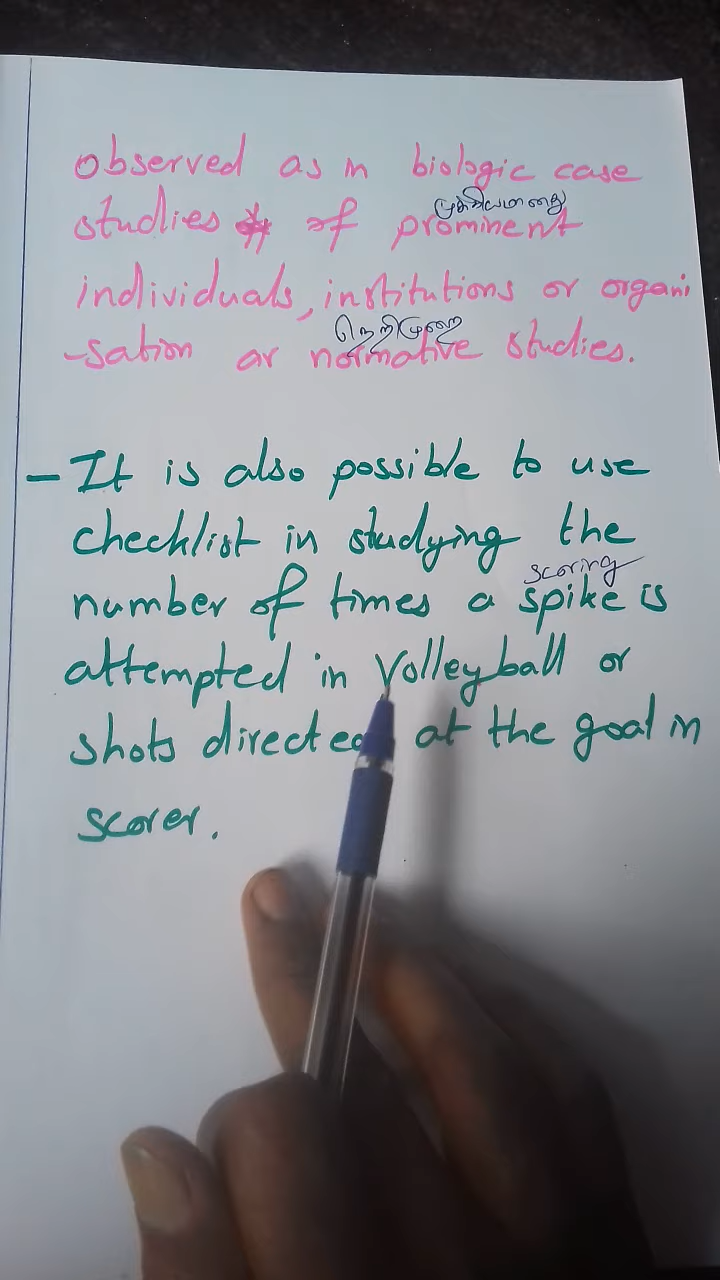 observed as in biologic case
முக்கியமானது
studies of prominent
individuals, institutions or organi
நெறிமுறை
-sation or normative studies.
- It is also possible to use
checklist in studying the
scoring
number of times a spike is
attempted in Volleyball or
shots directed at the goal in
scorer.